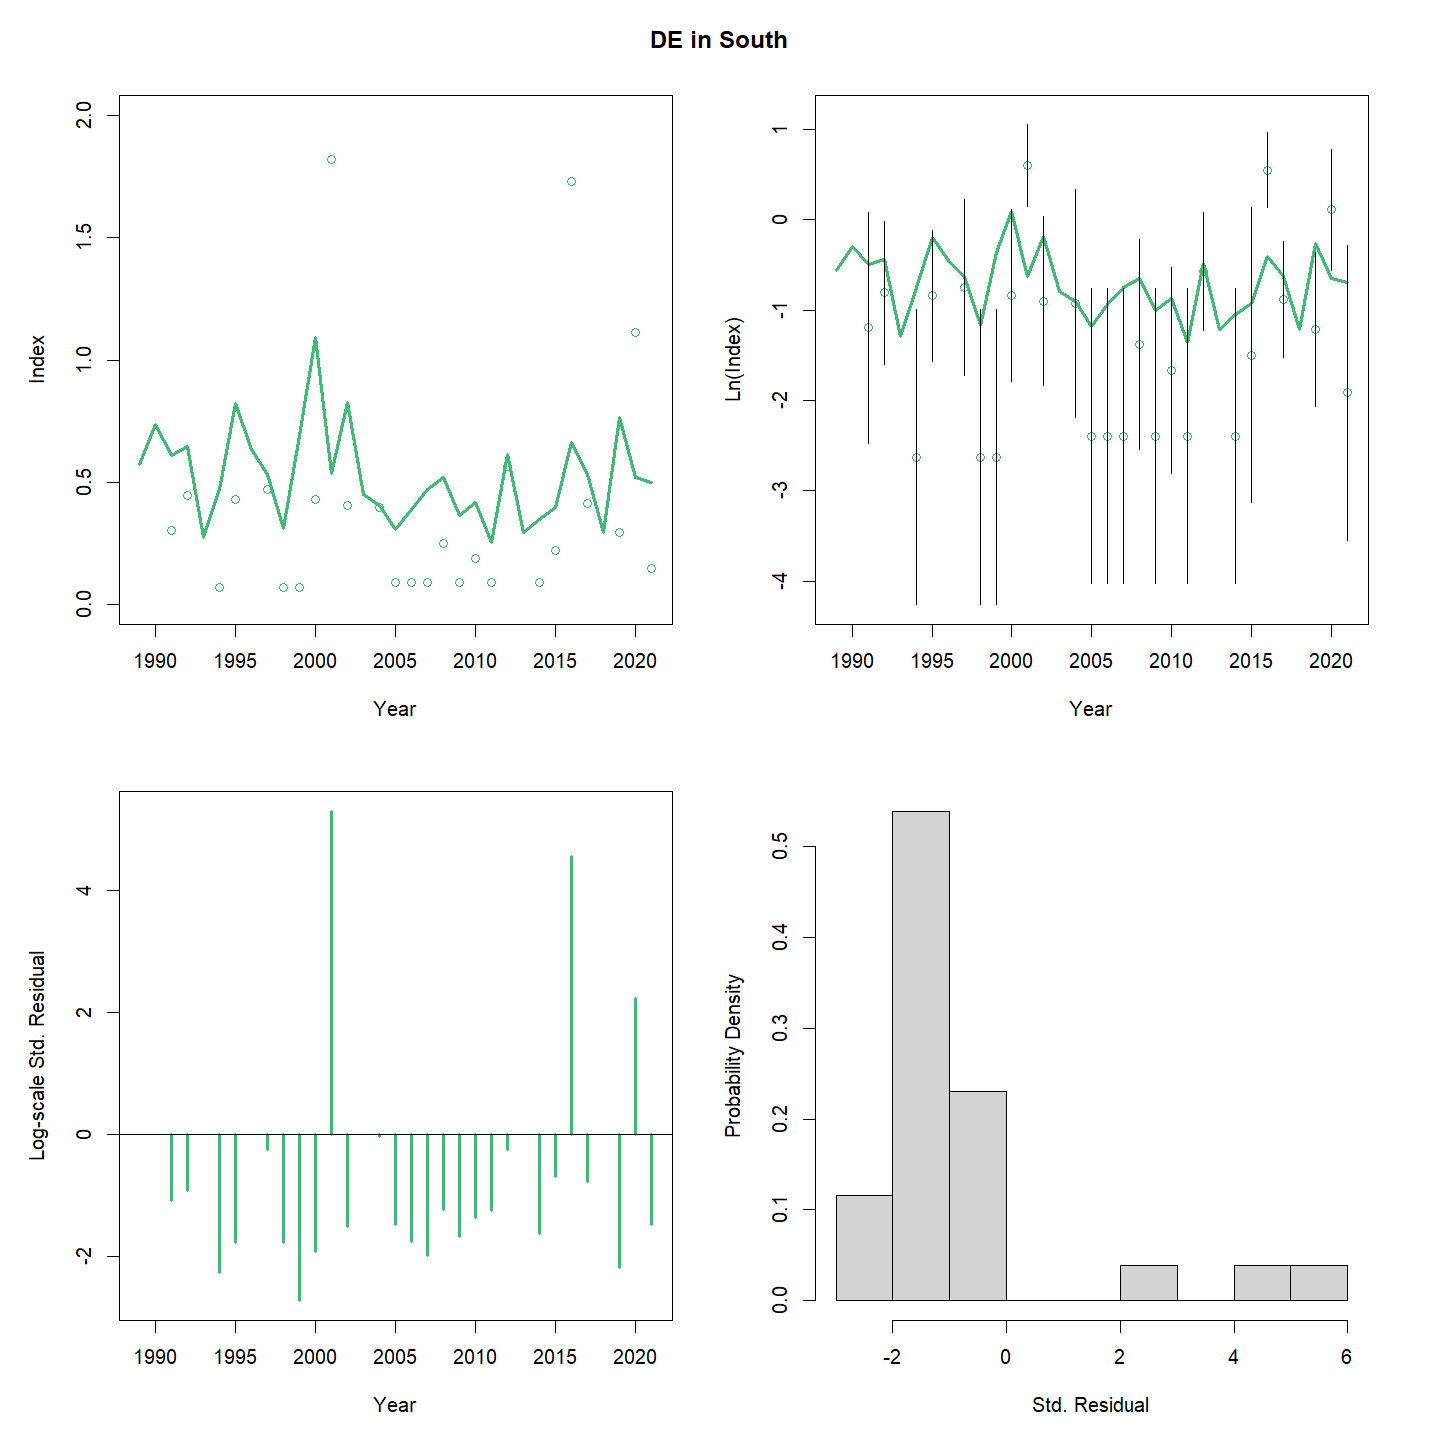 DE in South
Index
0.0 0.5 1.0 1.5 2.0
1990 1995 2000 2005 2010 2015 2020
Year
Ln(Index)
-4 -3 -2 -1 0 1
1990 1995 2000 2005 2010 2015 2020
Year
Log-scale Std. Residual
-2 0 2 4
1990 1995 2000 2005 2010 2015 2020
Year
Probability Density
0.0 0.1 0.2 0.3 0.4 0.5
-2 0 2 4 6
Std. Residual